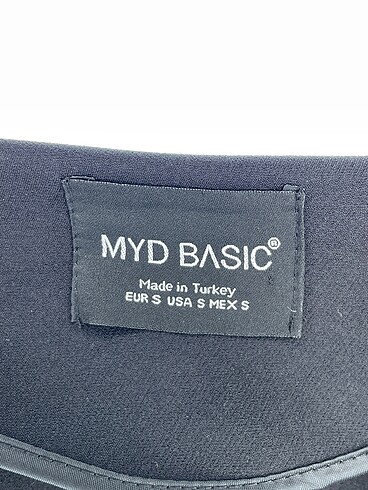 MYD BASIC®
Made in Turkey
EUR S USA S MEX S